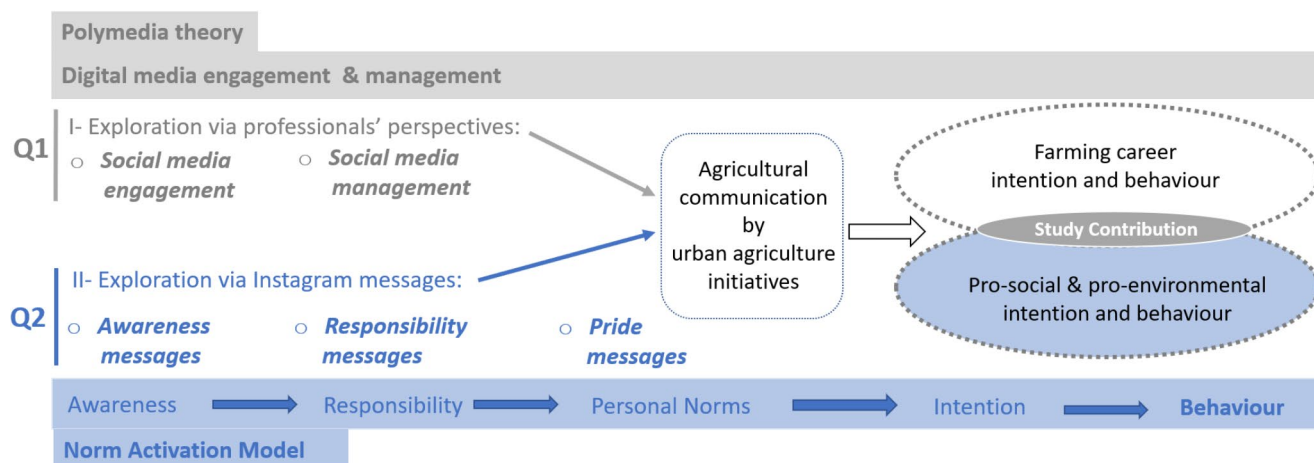 Polymedia theory
Digital media engagement & management
Q1
I- Exploration via professionals' perspectives:
○ Social media
engagement
○ Social media
management
Agricultural
communication
by
urban agriculture
initiatives
Farming career
intention and behaviour
Study Contribution
Pro-social & pro-environmental
intention and behaviour
Q2
II- Exploration via Instagram messages:
○ Awareness
messages
○ Responsibility
messages
○ Pride
messages
Awareness
Responsibility
Personal Norms
Intention
Behaviour
Norm Activation Model